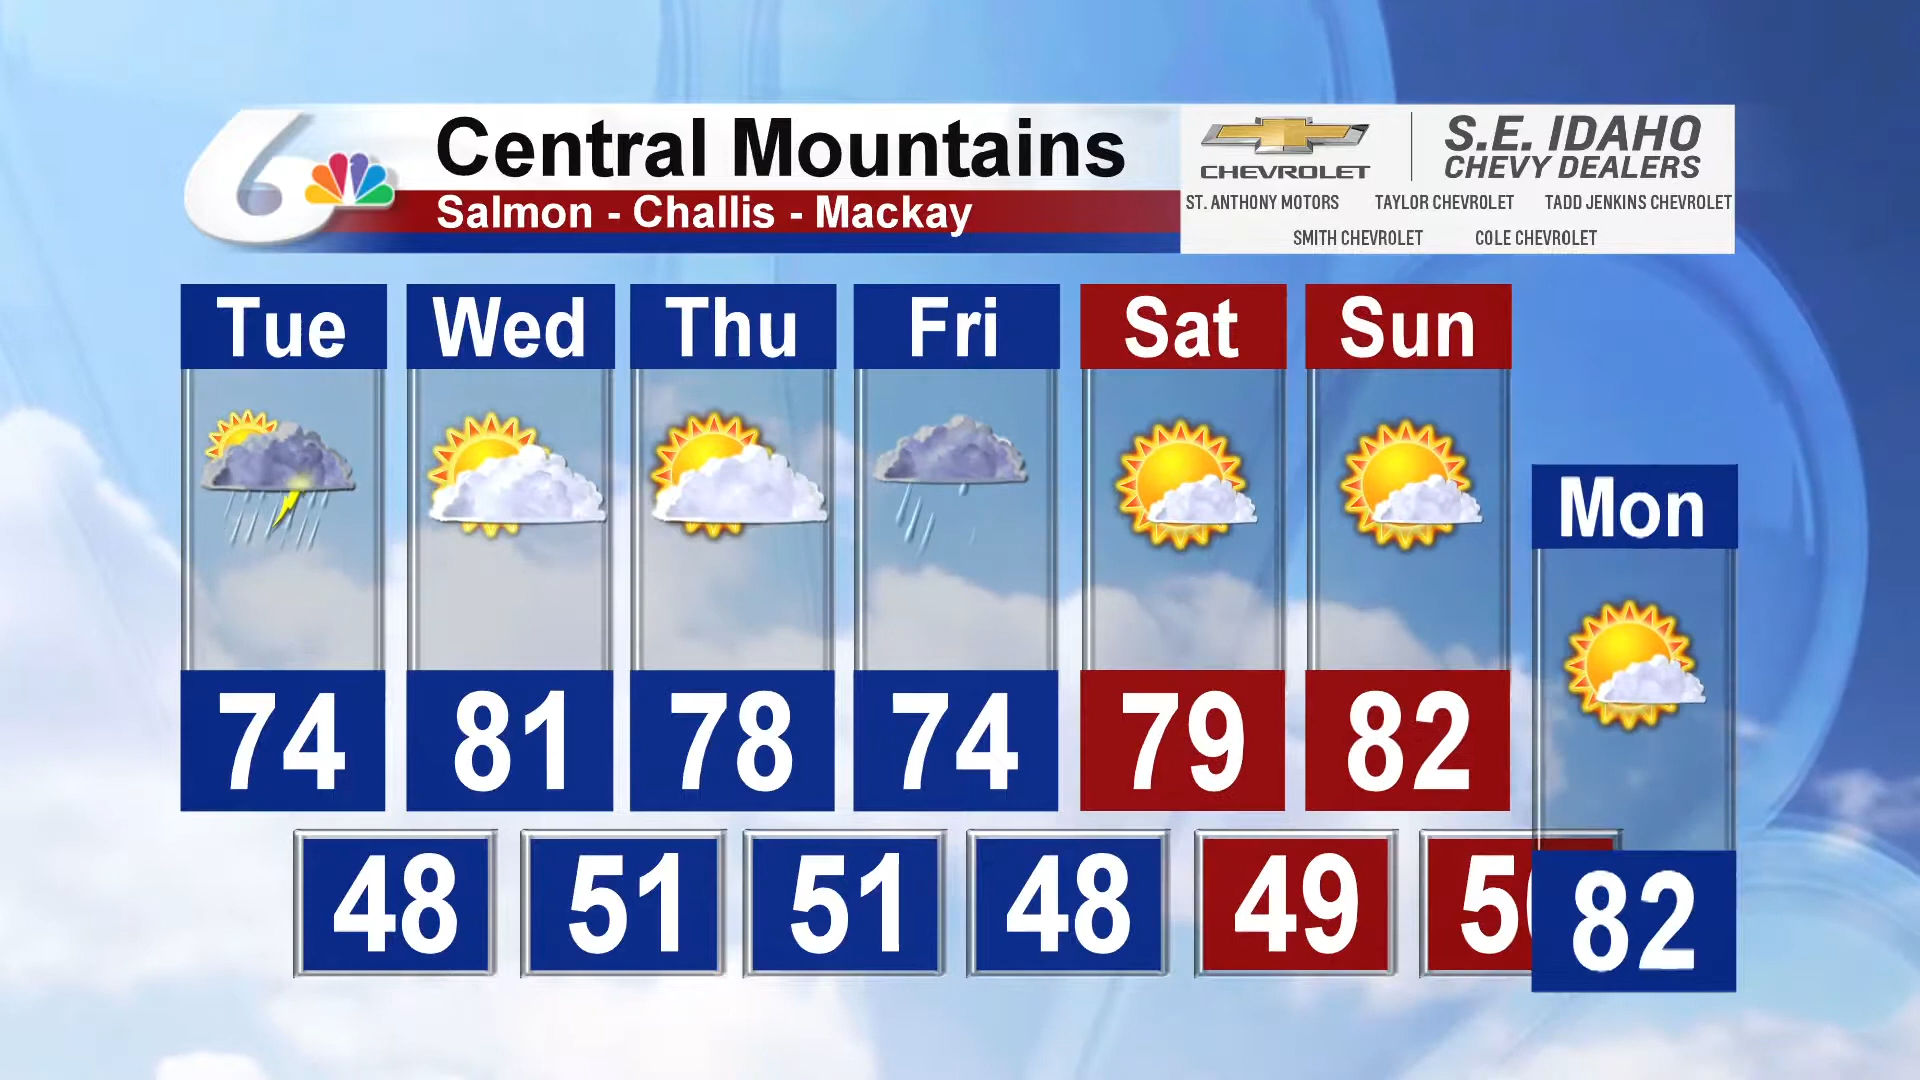 6
Central Mountains
Salmon - Challis - Mackay
CHEVROLET
S.E. IDAHO
CHEVY DEALERS
ST. ANTHONY MOTORS TAYLOR CHEVROLET TADD JENKINS CHEVROLET
SMITH CHEVROLET COLE CHEVROLET
Tue Wed Thu Fri Sat Sun
Mon
74 81 78 74 79 82
48 51 51 48 49
82